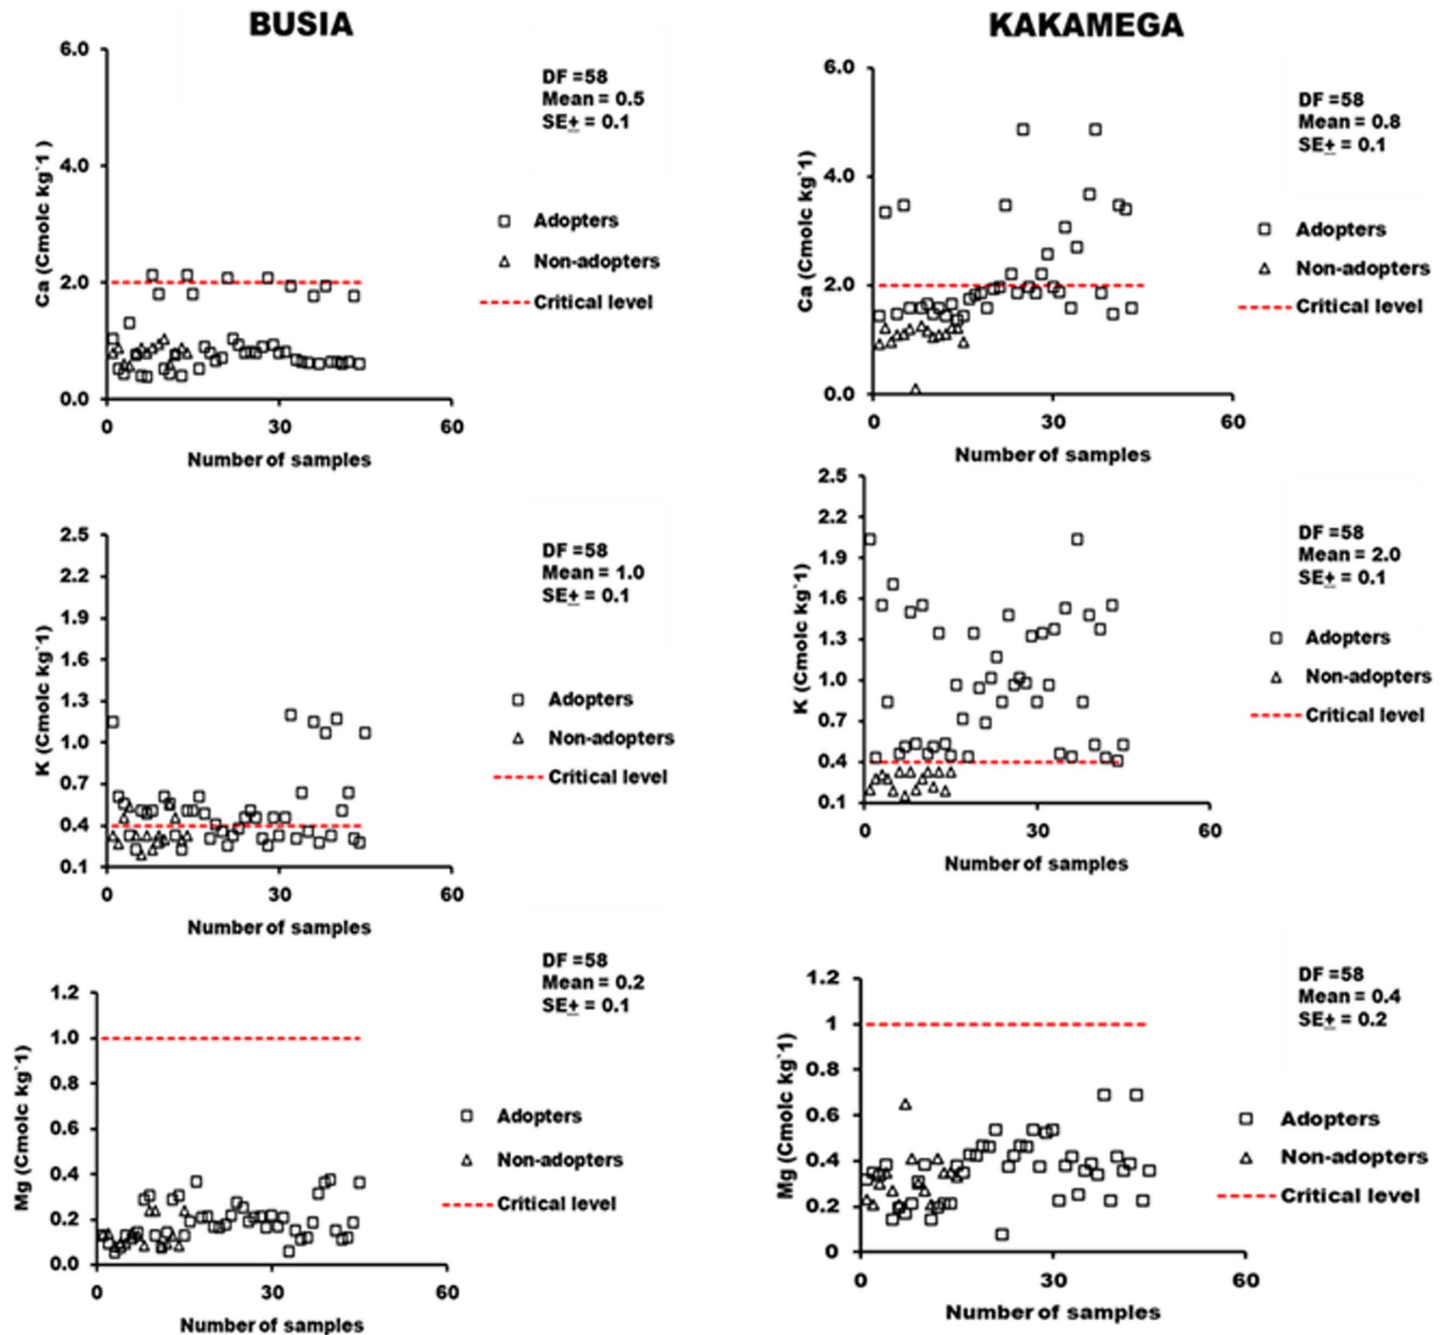 BUSIA
6.0
4.0
2.0
0.0
Ca (Cmolc kg`1 )
0
30
60
Number of samples
DF =58
Mean = 0.5
SE+ = 0.1
Adopters
Non-adopters
Critical level
KAKAMEGA
6.0
4.0
2.0
0.0
Ca (Cmolc kg`1)
0
30
60
Number of samples
DF =58
Mean = 0.8
SE+ = 0.1
Adopters
Non-adopters
Critical level
2.5
2.2
1.9
1.6
1.3
1.0
0.7
0.4
0.1
K (Cmolc kg`1)
0
30
60
Number of samples
DF =58
Mean = 1.0
SE+ = 0.1
Adopters
Non-adopters
Critical level
2.5
2.2
1.9
1.6
1.3
1.0
0.7
0.4
0.1
K (Cmolc kg`1)
0
30
60
Number of samples
DF =58
Mean = 2.0
SE+ = 0.1
Adopters
Non-adopters
Critical level
1.2
1.0
0.8
0.6
0.4
0.2
0.0
Mg (Cmolc kg`1)
0
30
60
Number of samples
DF =58
Mean = 0.2
SE+ = 0.1
Adopters
Non-adopters
Critical level
1.2
1
0.8
0.6
0.4
0.2
0
Mg (Cmolc kg`1)
0
30
60
Number of samples
DF =58
Mean = 0.4
SE+ = 0.2
Adopters
Non-adopters
Critical level